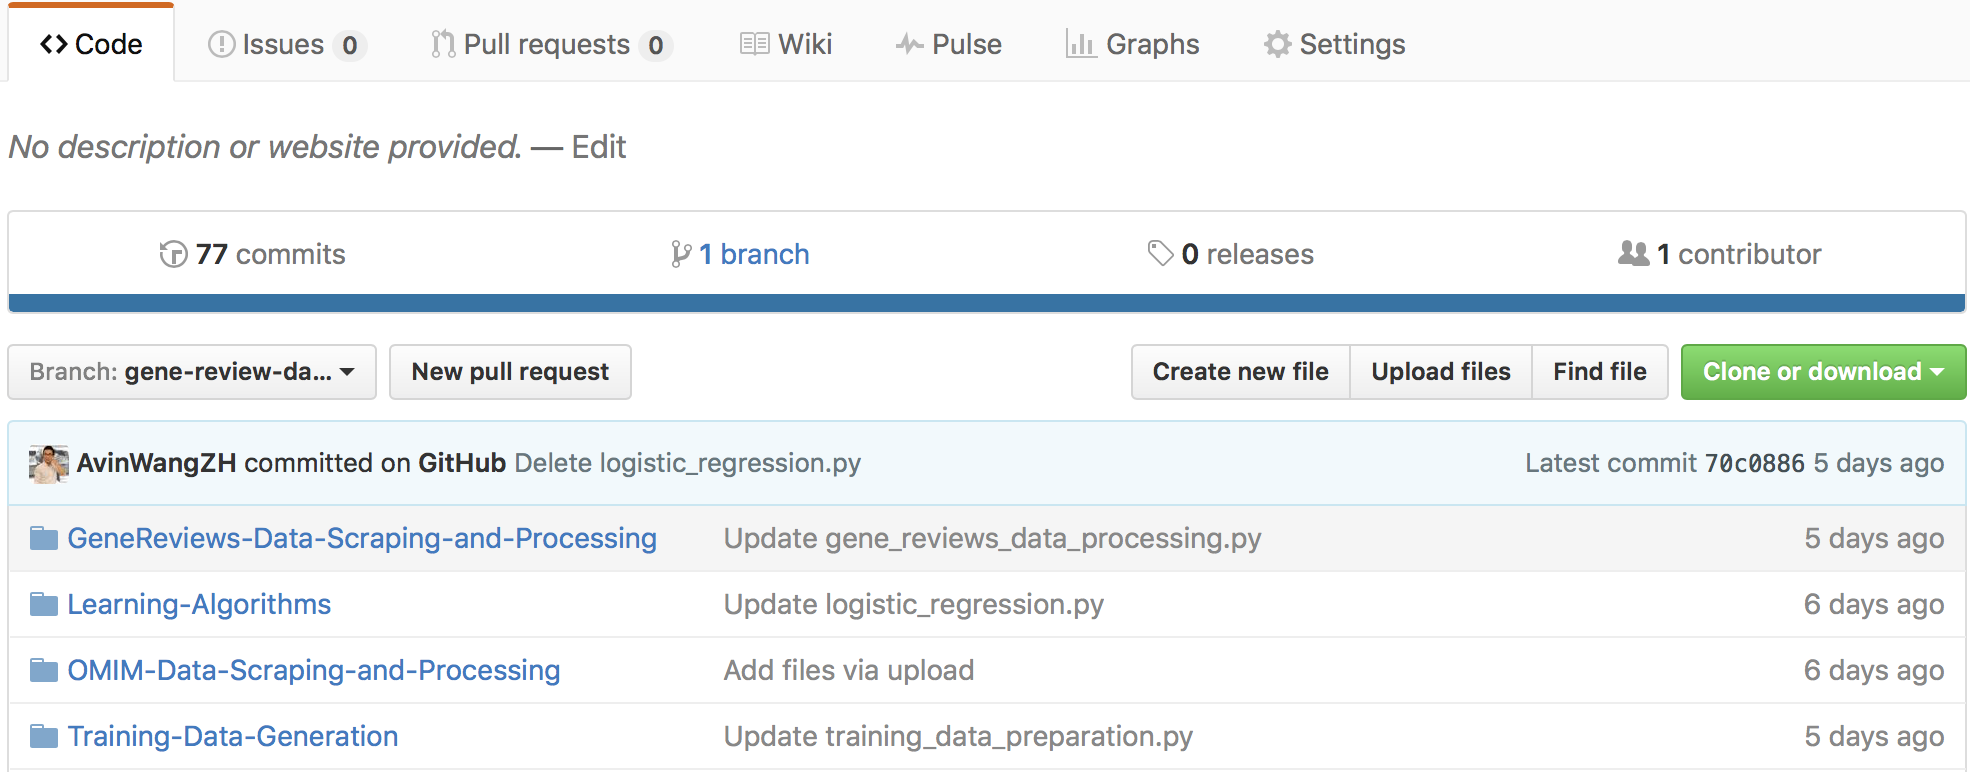 Code Issues 0 Pull requests 0 Wiki Pulse Graphs Settings
No description or website provided. — Edit
77 commits 1 branch 0 releases 1 contributor
Branch: gene-review-da... New pull request Create new file Upload files Find file Clone or download
AvinWangZH committed on GitHub Delete logistic_regression.py Latest commit 70c0886 5 days ago
GeneReviews-Data-Scraping-and-Processing Update gene_reviews_data_processing.py 5 days ago
Learning-Algorithms Update logistic_regression.py 6 days ago
OMIM-Data-Scraping-and-Processing Add files via upload 6 days ago
Training-Data-Generation Update training_data_preparation.py 5 days ago